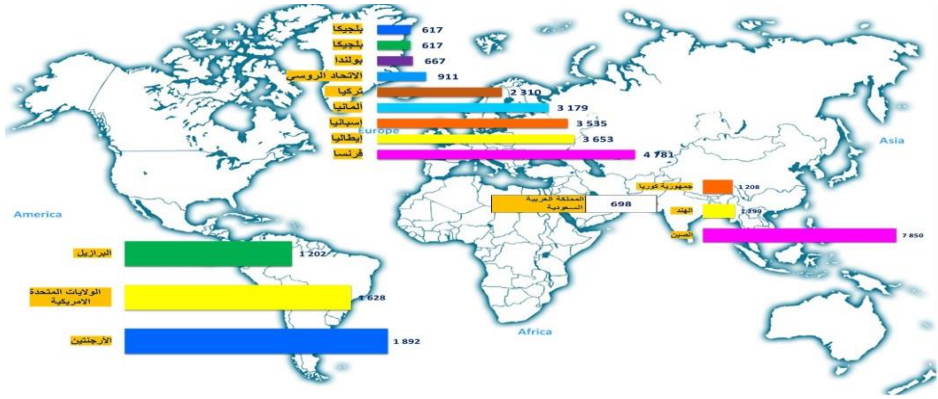 بلجيكا 617
بلجيكا 617
بولندا 667
الاتحاد الروسي 911
تركيا 2 310
ألمانيا 3 179
إسبانيا 3 535
Europe
إيطاليا 3 653
فرنسا 4 781
Asia
جمهورية كوريا 1 208
المملكة العربية
السعودية
698
الهند 1 299
America
الصين 7 850
البرازيل 1 202
الولايات المتحدة
الأمريكية
1 628
Africa
الأرجنتين 1 892